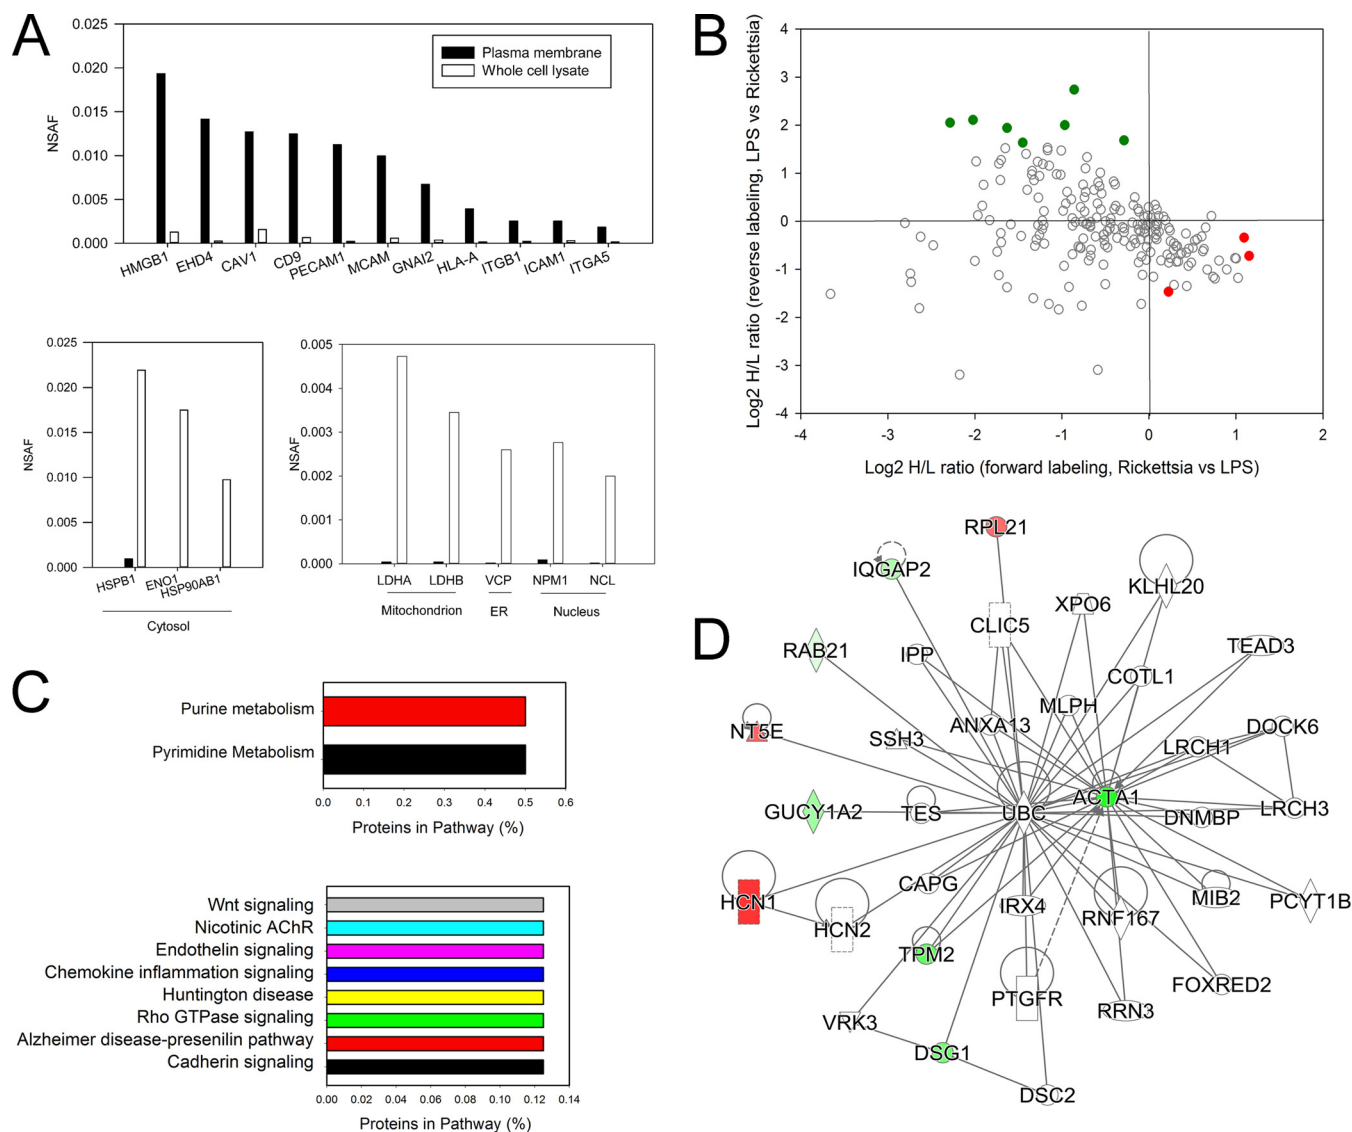 A
0.025
0.020
0.015
0.010
0.005
0.000
NSAF
Plasma membrane
Whole cell lysate
HMGB1
EHD4
CAV1
CD9
PECAM1
MCAM
GNAI2
HLA-A
ITGB1
ICAM1
ITGA5
0.025
0.020
0.015
0.010
0.005
0.000
NSAF
HSPB1
ENO1
HSP90AB1
Cytosol
0.005
0.004
0.003
0.002
0.001
0.000
NSAF
LDHA
LDHB
VCP
NPM1
NCL
Mitochondrion
ER
Nucleus
B
Log2 H/L ratio (reverse labeling, LPS vs Rickettsia)
4
3
2
1
0
-1
-2
-3
-4
-4 -3 -2 -1 0 1 2
Log2 H/L ratio (forward labeling, Rickettsia vs LPS)
C
Purine metabolism
Pyrimidine Metabolism
0.0 0.1 0.2 0.3 0.4 0.5 0.6
Proteins in Pathway (%)
Wnt signaling
Nicotinic AChR
Endothelin signaling
Chemokine inflammation signaling
Huntington disease
Rho GTPase signaling
Alzheimer disease-presenilin pathway
Cadherin signaling
0.00 0.02 0.04 0.06 0.08 0.10 0.12 0.14
Proteins in Pathway (%)
D
RPL21
IQGAP2
KLHL20
XPO6
CLIC5
RAB21
IPP
TEAD3
COTL1
MLPH
ANXA13
NT5E
SSH3
DOCK6
LRCH1
ACTA1
GUCY1A2
TES
UBC
DNMBP
LRCH3
CAPG
HCN1
IRX4
MIB2
PCYT1B
RNF167
HCN2
TPM2
PTGFR
FOXRED2
RRN3
VRK3
DSG1
DSC2